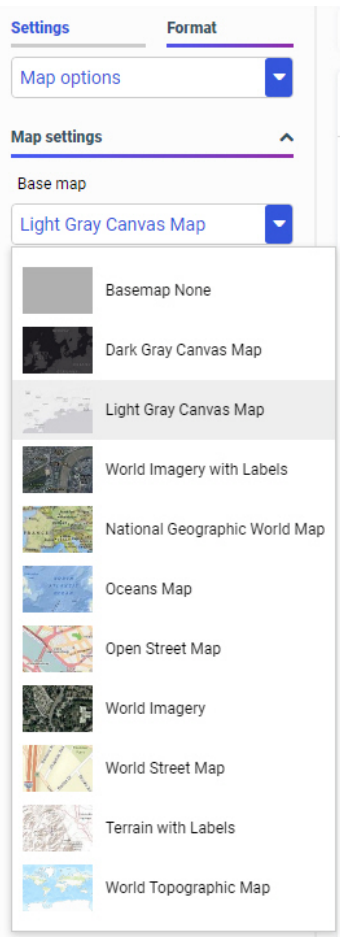 Settings Format
Map options
Map settings
Base map
Light Gray Canvas Map
Basemap None
Dark Gray Canvas Map
Light Gray Canvas Map
World Imagery with Labels
National Geographic World Map
Oceans Map
Open Street Map
World Imagery
World Street Map
Terrain with Labels
World Topographic Map